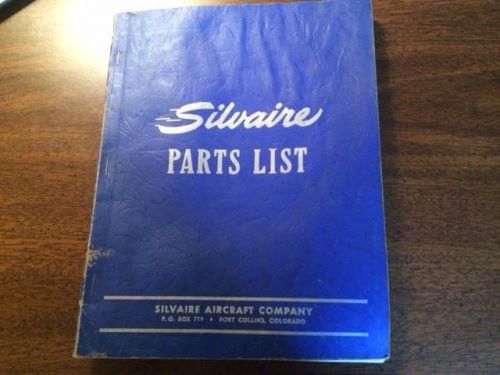 Silvaire
PARTS LIST
SILVAIRE AIRCRAFT COMPANY
P. O. BOX 719 • FORT COLLINS, COLORADO